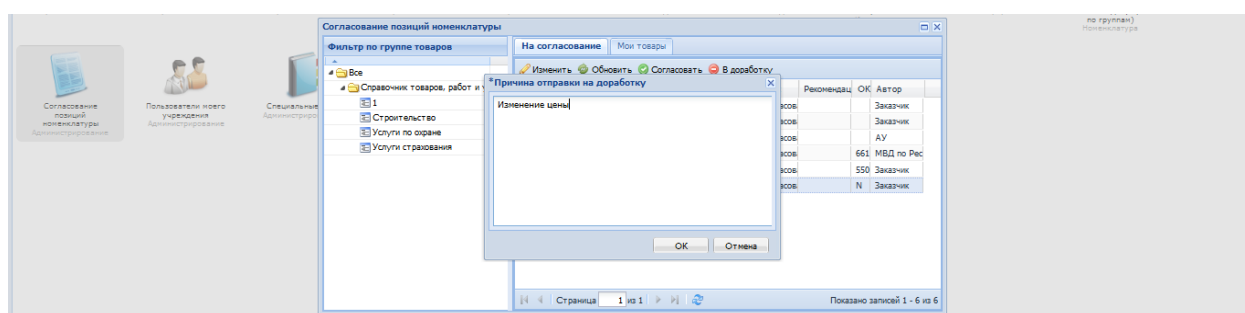 по группам)
Номенклатура
Согласование позиций номенклатуры
Фильтр по группе товаров
На согласование Мои товары
Изменить Обновить Согласовать В доработку
Все
Справочник товаров, работ и
1
Строительство
Услуги по охране
Услуги страхования
Согласование
позиций
номенклатуры
Администрирование
Пользователи моего
учреждения
Администрирование
Специальные
*Причина отправки на доработку
Изменение цены
ОК Отмена
Рекомендац ОК Автор
Заказчик
Заказчик
АУ
661 МВД по Рес
550 Заказчик
N Заказчик
Страница 1 из 1
Показано записей 1 - 6 из 6